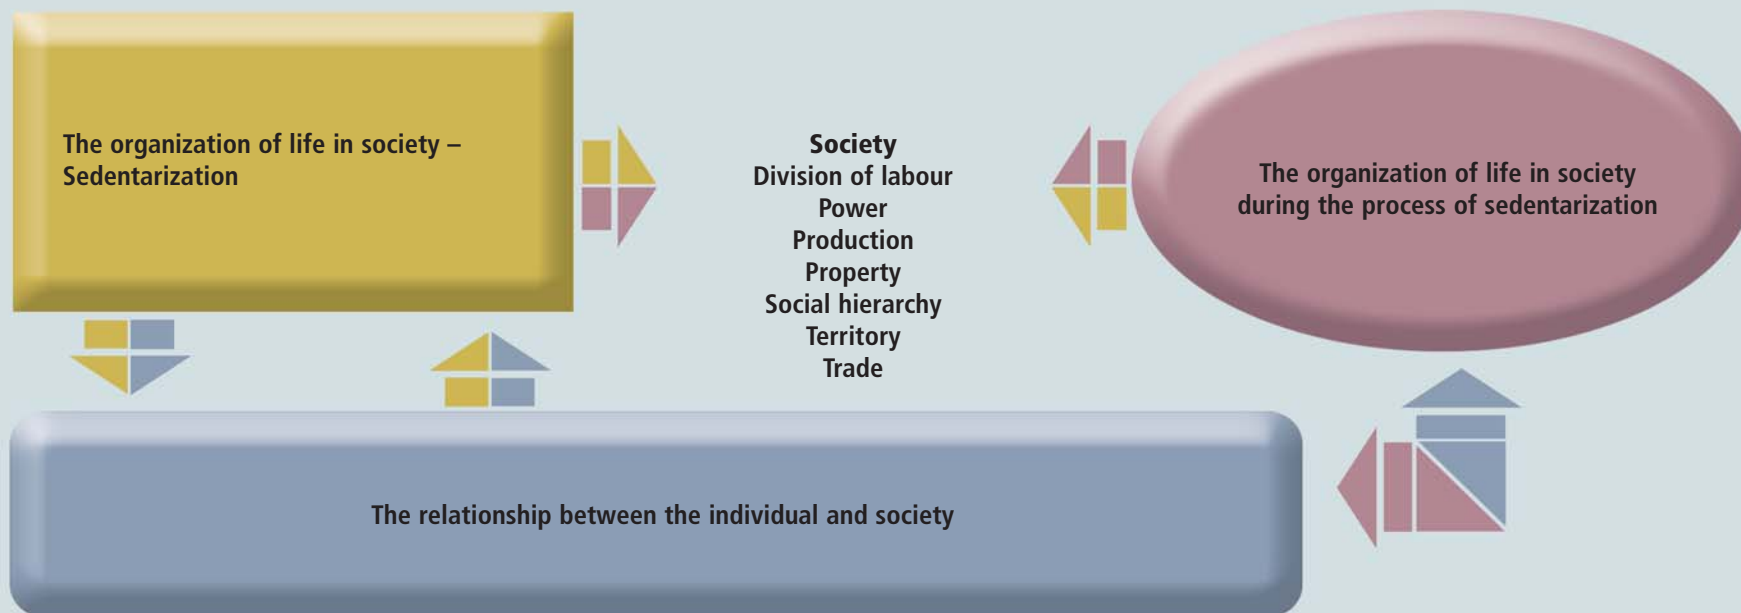 The organization of life in society –
Sedentarization
Society
Division of labour
Power
Production
Property
Social hierarchy
Territory
Trade
The organization of life in society
during the process of sedentarization
The relationship between the individual and society